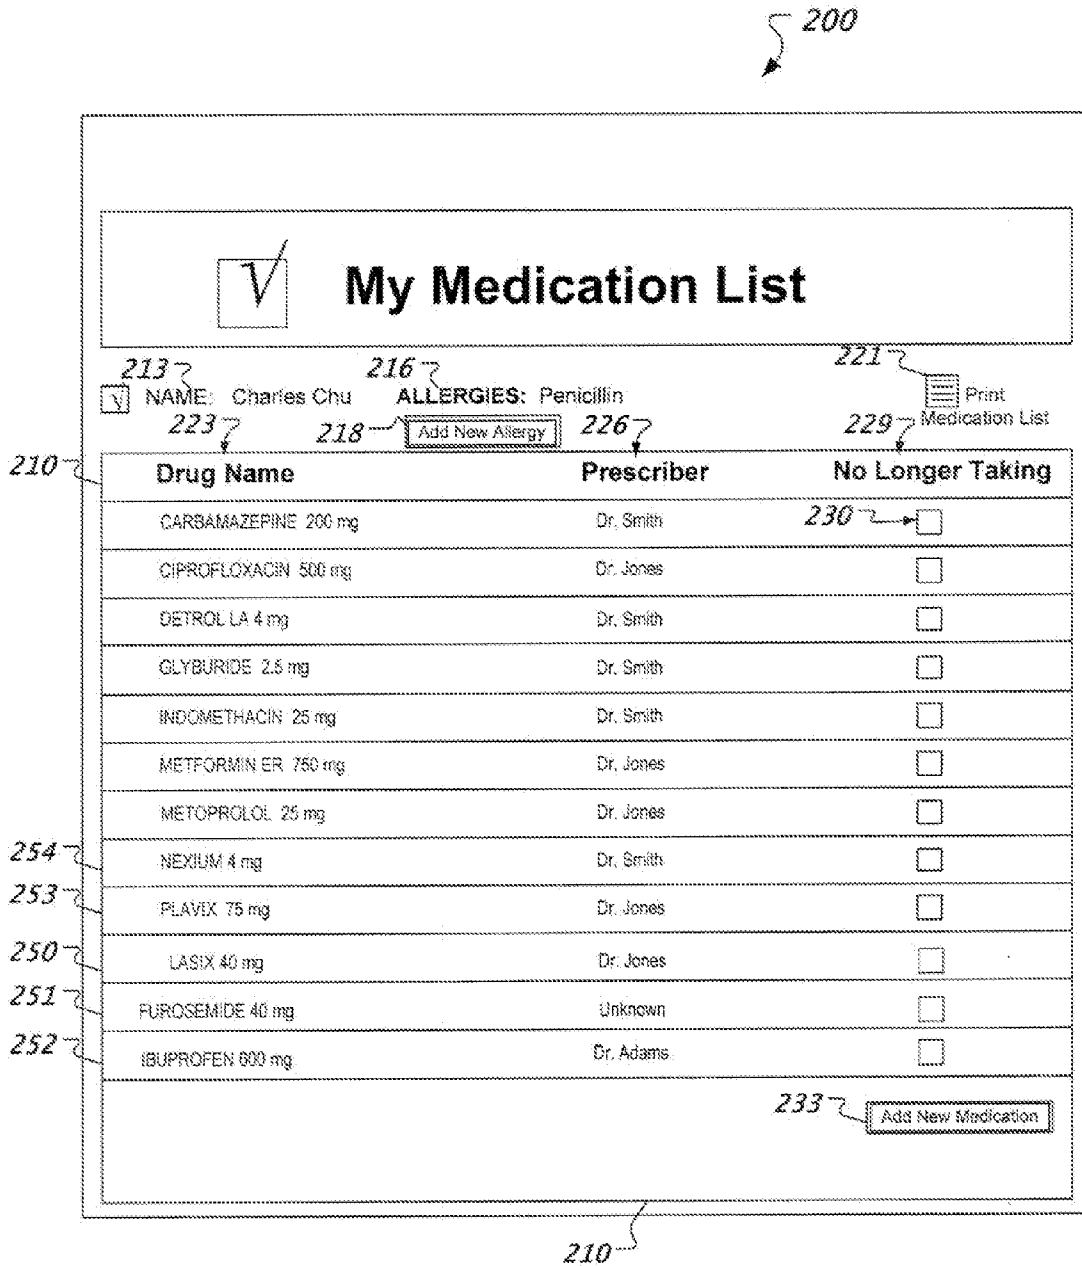 200
√ My Medication List
213 216 221
√ NAME: Charles Chu ALLERGIES: Penicillin Print
Medication List
223 218 Add New Allergy 226 229
210 Drug Name Prescriber No Longer Taking
CARBAMAZEPINE 200 mg Dr. Smith 230
CIPROFLOXACIN 500 mg Dr. Jones
DETROL LA 4 mg Dr. Smith
GLYBURIDE 2.5 mg Dr. Smith
INDOMETHACIN 25 mg Dr. Smith
METFORMIN ER 750 mg Dr. Jones
METOPROLOL 25 mg Dr. Jones
254 NEXIUM 4 mg Dr. Smith
253 PLAVIX 75 mg Dr. Jones
250 LASIX 40 mg Dr. Jones
251 FUROSEMIDE 40 mg Unknown
252 IBUPROFEN 600 mg Dr. Adams
233 Add New Medication
210